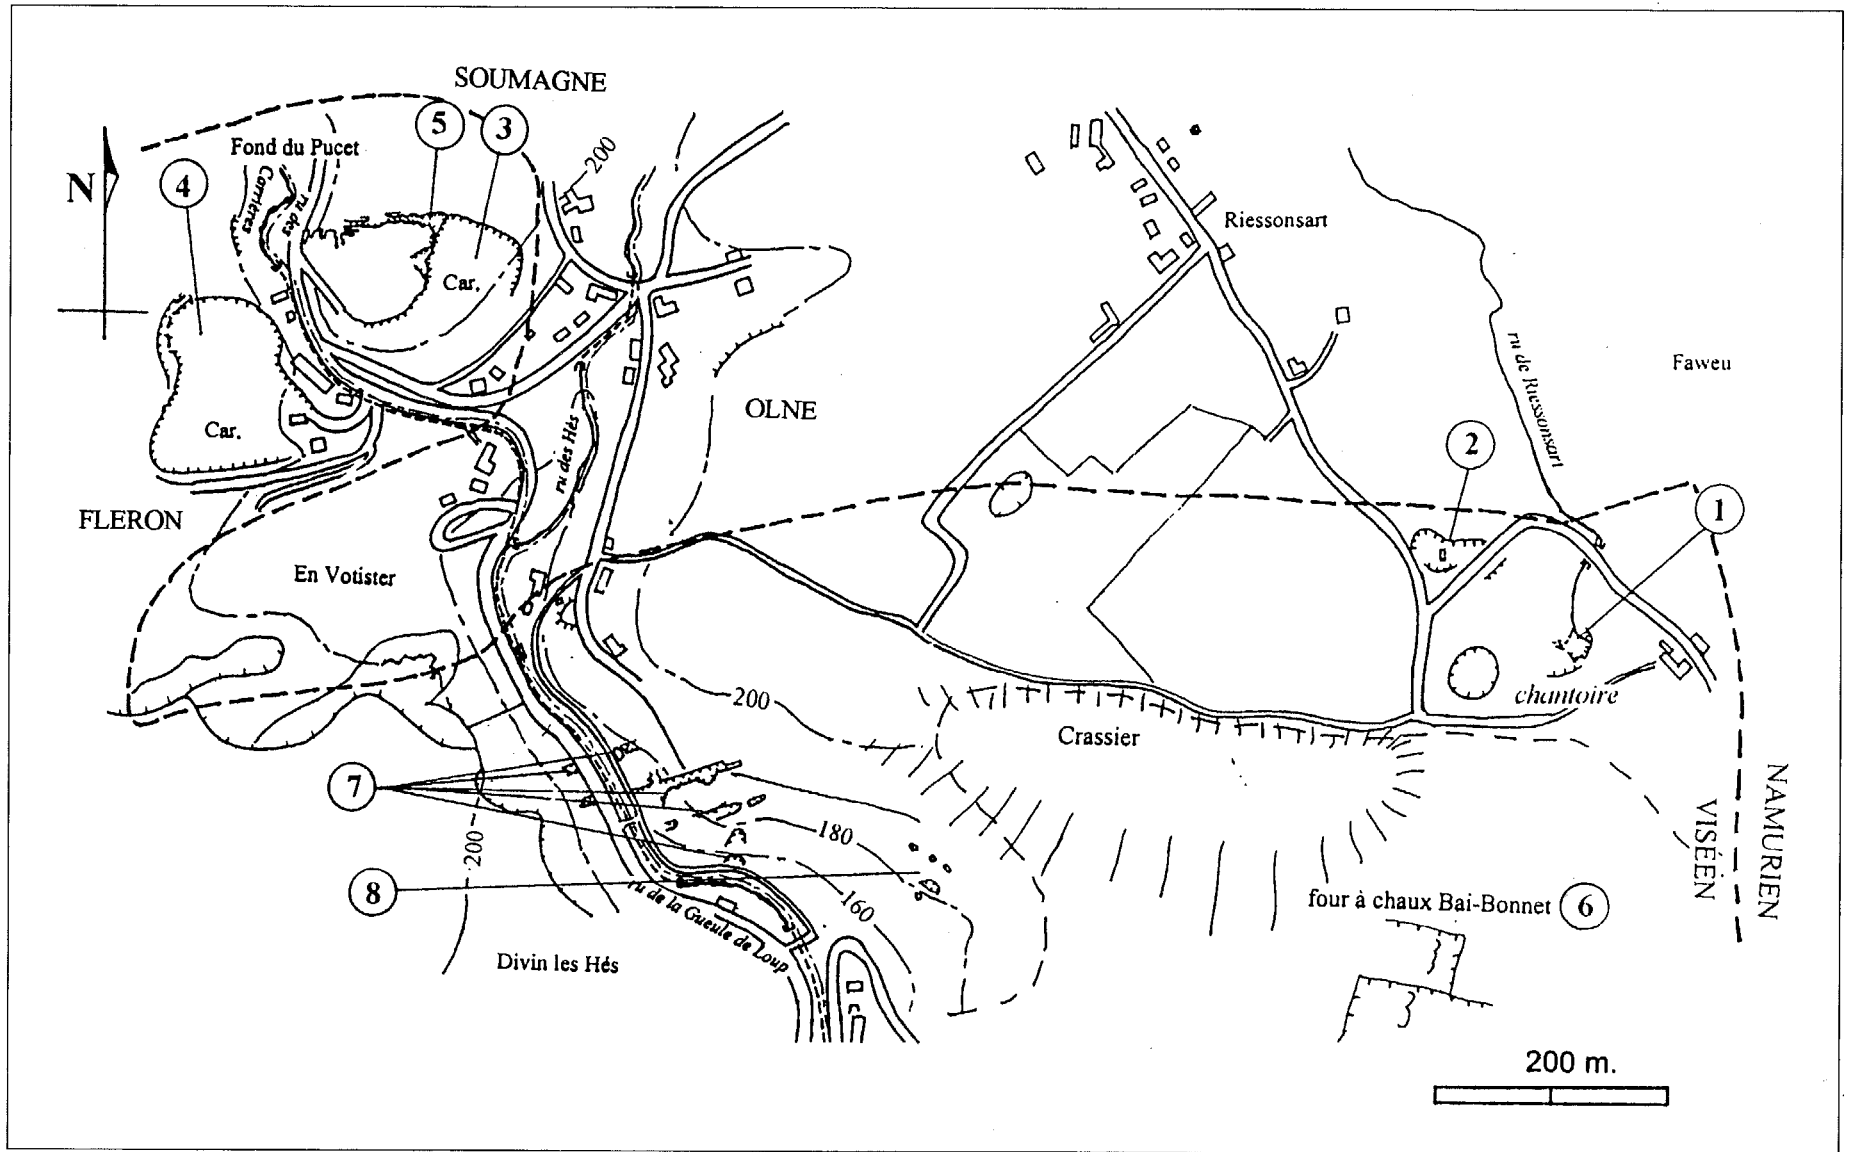 SOUMAGNE
5
3
Fond du Pucet
200
4
N
ru des
Carrières
Riessonsart
Car.
ru de Riessonsart
Faweu
OLNE
Car.
2
ru des Hés
FLERON
1
En Votister
200
chantoire
Crassier
7
NAMURIEN
VISÉEN
180
200
8
160
four à chaux Bai-Bonnet
6
ru de la Gueule de Loup
Divin les Hés
200 m.